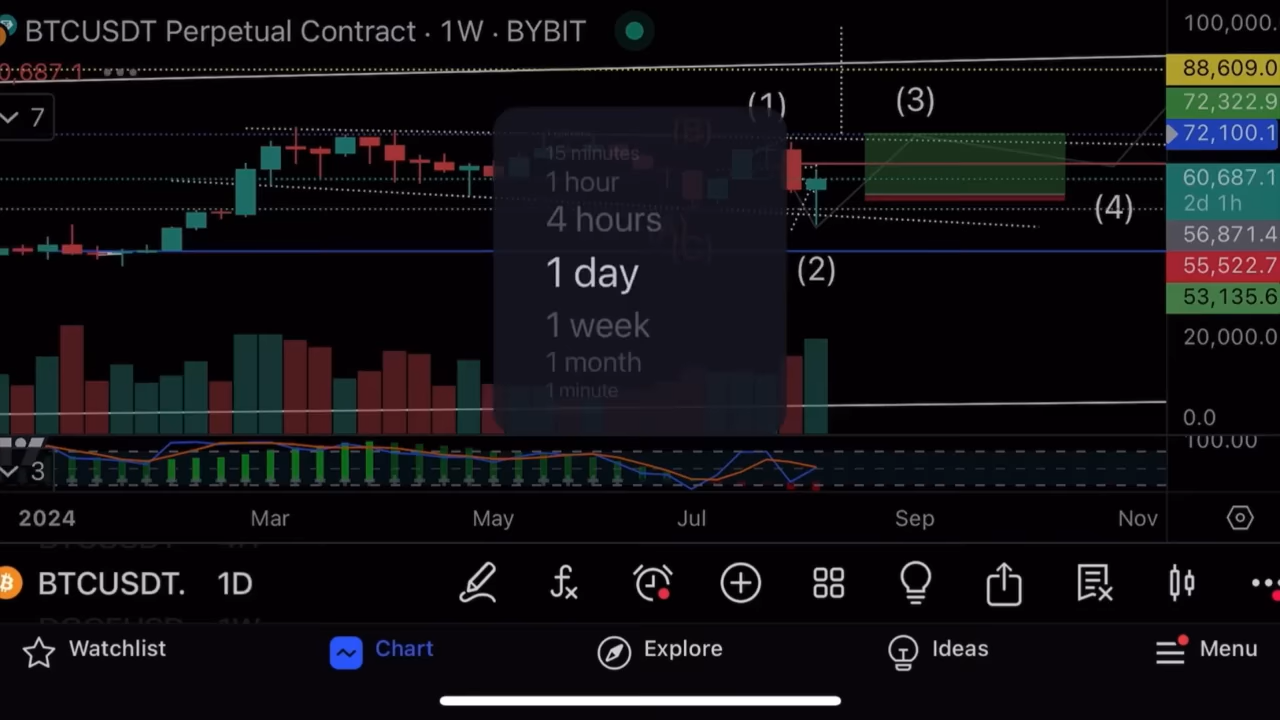 BTCUSDT Perpetual Contract · 1W · BYBIT
100,000.
0,687.1
88,609.0
72,322.9
72,100.1
7
(1)
(3)
(B)
15 minutes
1 hour
4 hours
1 day
1 week
1 month
1 minute
60,687.1
2d 1h
(4)
56,871.4
55,522.7
53,135.6
(C)
(2)
20,000.0
0.0
100.00
3
2024
Mar
May
Jul
Sep
Nov
BTCUSDT. 1D
Watchlist
Chart
Explore
Ideas
Menu